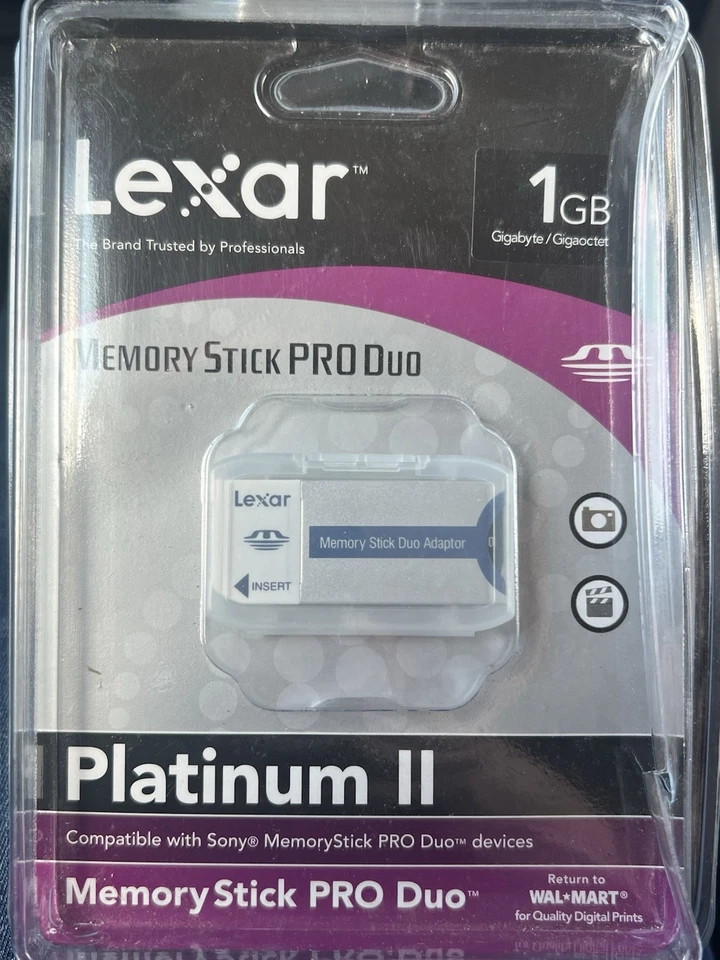 Lexar™
The Brand Trusted by Professionals
1GB
Gigabyte / Gigaoctet
MEMORY STICK PRO DUO
Lexar
Memory Stick Duo Adaptor
INSERT
Platinum II
Compatible with Sony® MemoryStick PRO Duo™ devices
Memory Stick PRO Duo™
Return to
WAL★MART®
for Quality Digital Prints